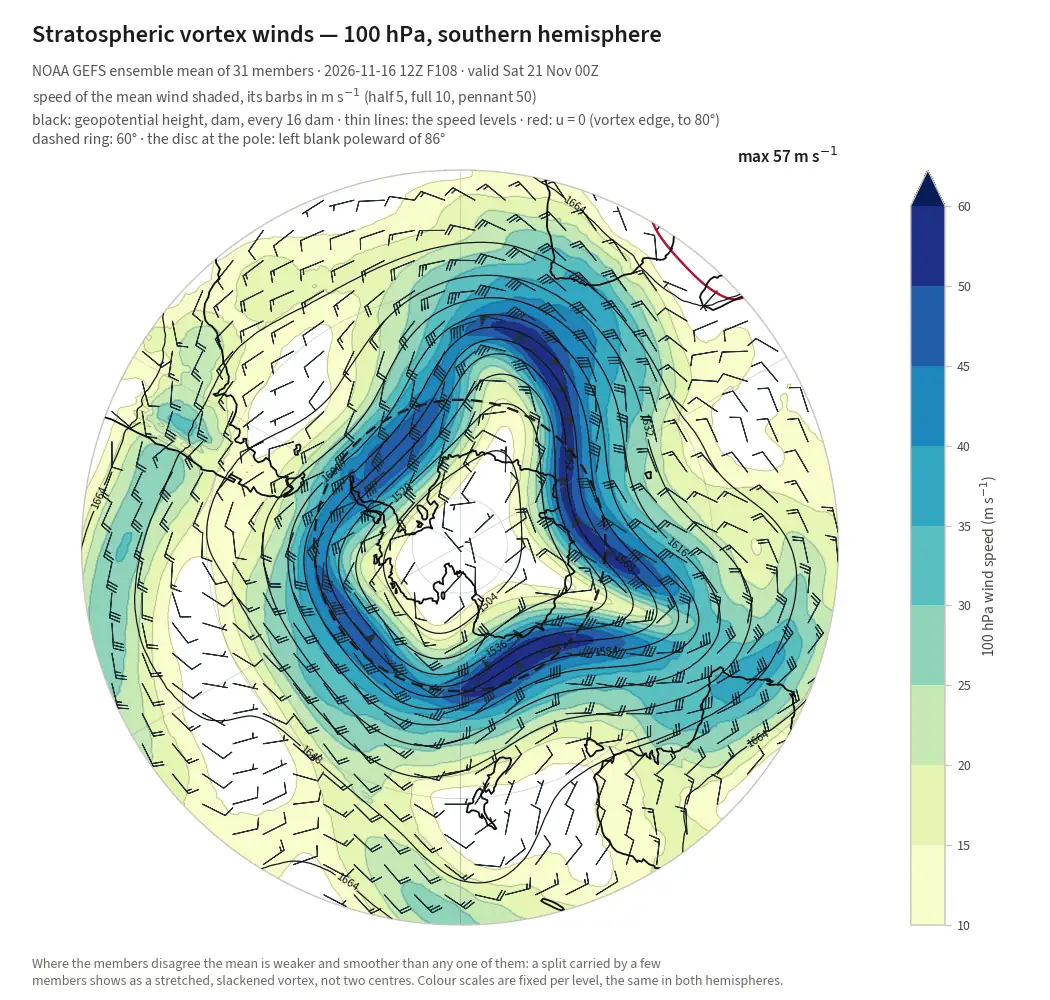 Stratospheric vortex winds — 100 hPa, southern hemisphere
NOAA GEFS ensemble mean of 31 members · 2026-11-16 12Z F108 · valid Sat 21 Nov 00Z
speed of the mean wind shaded, its barbs in m s⁻¹ (half 5, full 10, pennant 50)
black: geopotential height, dam, every 16 dam · thin lines: the speed levels · red: u = 0 (vortex edge, to 80°)
dashed ring: 60° · the disc at the pole: left blank poleward of 86°
max 57 m s⁻¹
60
50
45
40
35
30
25
20
15
10
100 hPa wind speed (m s⁻¹)
1664
1632
1664
1616
1504
1536
1584
1664
1648
1664
Where the members disagree the mean is weaker and smoother than any one of them: a split carried by a few
members shows as a stretched, slackened vortex, not two centres. Colour scales are fixed per level, the same in both hemispheres.